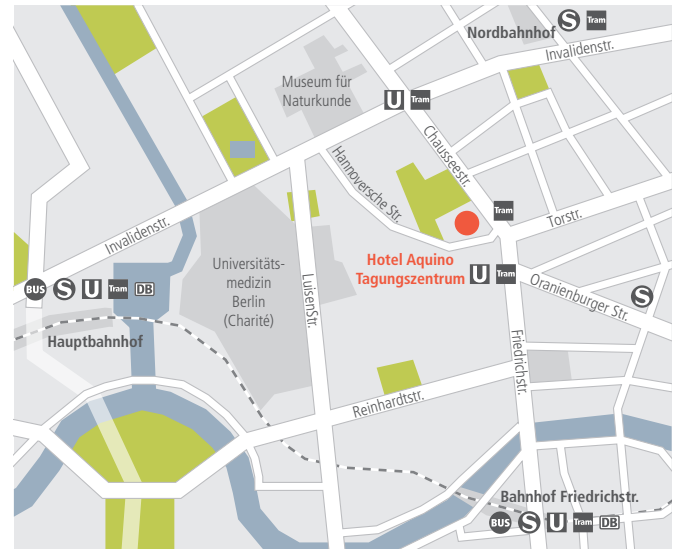 Nordbahnhof S Tram
Invalidenstr.
Museum für
Naturkunde
U Tram
Chausseestr.
Hannoversche Str.
Tram
Torstr.
Invalidenstr.
Hotel Aquino
Tagungszentrum
U Tram
Oranienburger Str.
S
Universitäts-
medizin
Berlin
(Charité)
LuisenStr.
BUS S U Tram DB
Hauptbahnhof
Friedrichstr.
Reinhardtstr.
Bahnhof Friedrichstr.
BUS S U Tram DB